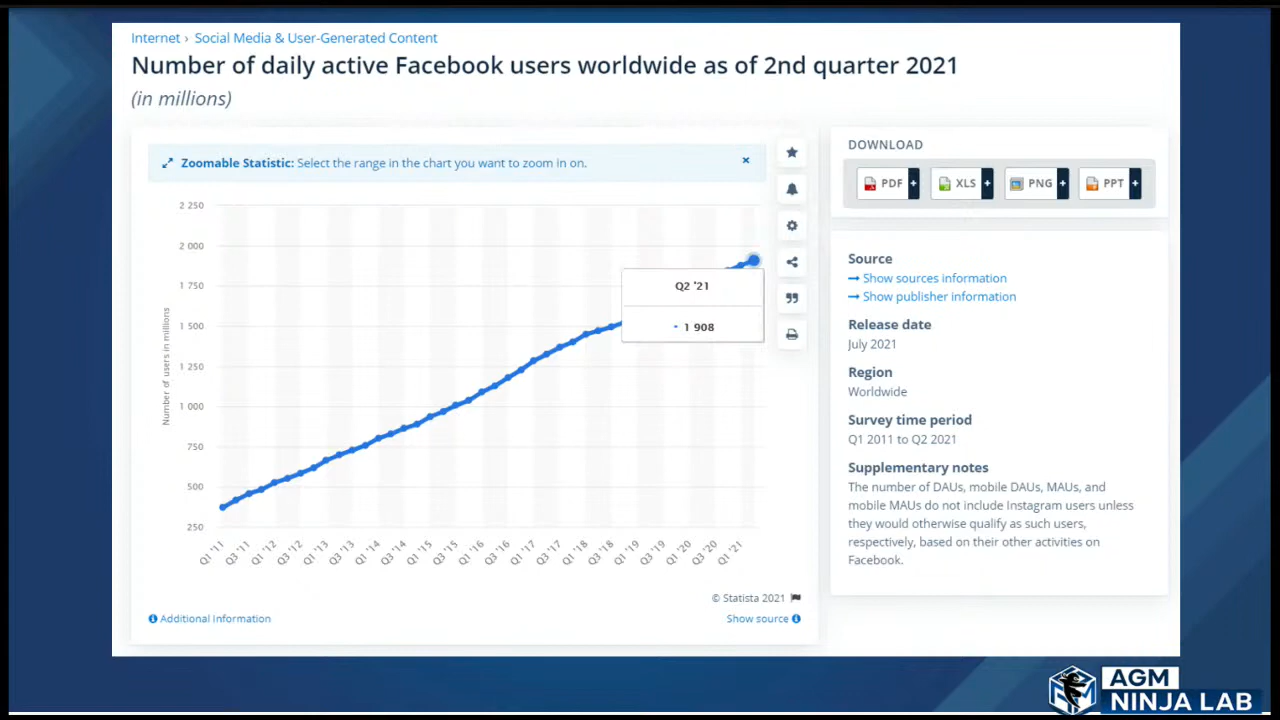 Internet › Social Media & User-Generated Content
Number of daily active Facebook users worldwide as of 2nd quarter 2021
(in millions)
Zoomable Statistic: Select the range in the chart you want to zoom in on.
×
2 250
2 000
1 750
1 500
1 250
1 000
750
500
250
Number of users in millions
Q2 '21
1 908
Q1 '11
Q3 '11
Q1 '12
Q3 '12
Q1 '13
Q3 '13
Q1 '14
Q3 '14
Q1 '15
Q3 '15
Q1 '16
Q3 '16
Q1 '17
Q3 '17
Q1 '18
Q3 '18
Q1 '19
Q3 '19
Q1 '20
Q3 '20
Q1 '21
© Statista 2021
Additional Information
Show source
DOWNLOAD
PDF + XLS + PNG + PPT +
Source
→ Show sources information
→ Show publisher information
Release date
July 2021
Region
Worldwide
Survey time period
Q1 2011 to Q2 2021
Supplementary notes
The number of DAUs, mobile DAUs, MAUs, and
mobile MAUs do not include Instagram users unless
they would otherwise qualify as such users,
respectively, based on their other activities on
Facebook.
AGM
NINJA LAB